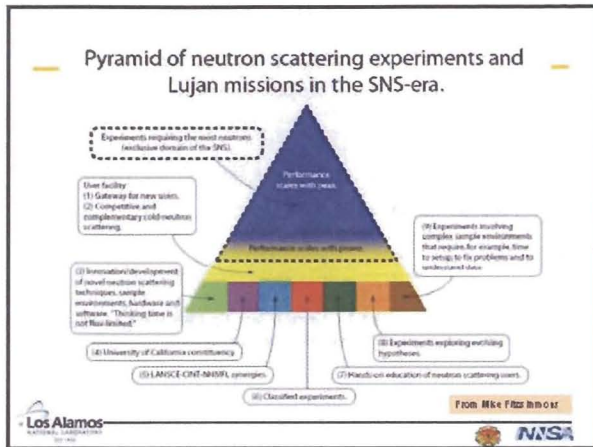 Pyramid of neutron scattering experiments and
Lujan missions in the SNS-era.
Experiments requiring the most neutrons
(exclusive domain of the SNS).
Performance
scales with peak.
User facility:
(1) Gateway for new users.
(2) Competitive and
complementary cold-neutron
scattering.
Performance scales with power.
(9) Experiments involving
complex sample environments
that require, for example, time
to setup, to fix problems and to
understand data.
(3) Innovation/development
of novel neutron scattering
techniques, sample
environments, hardware and
software. "Thinking time is
not flux-limited."
(8) Experiments exploring evolving
hypotheses.
(4) University of California constituency.
(5) LANSCE-CINT-NHMFL synergies.
(7) Hands-on education of neutron scattering users.
(6) Classified experiments.
From Mike Fitzsimmons
Los Alamos
NATIONAL LABORATORY
EST. 1943
NNSA